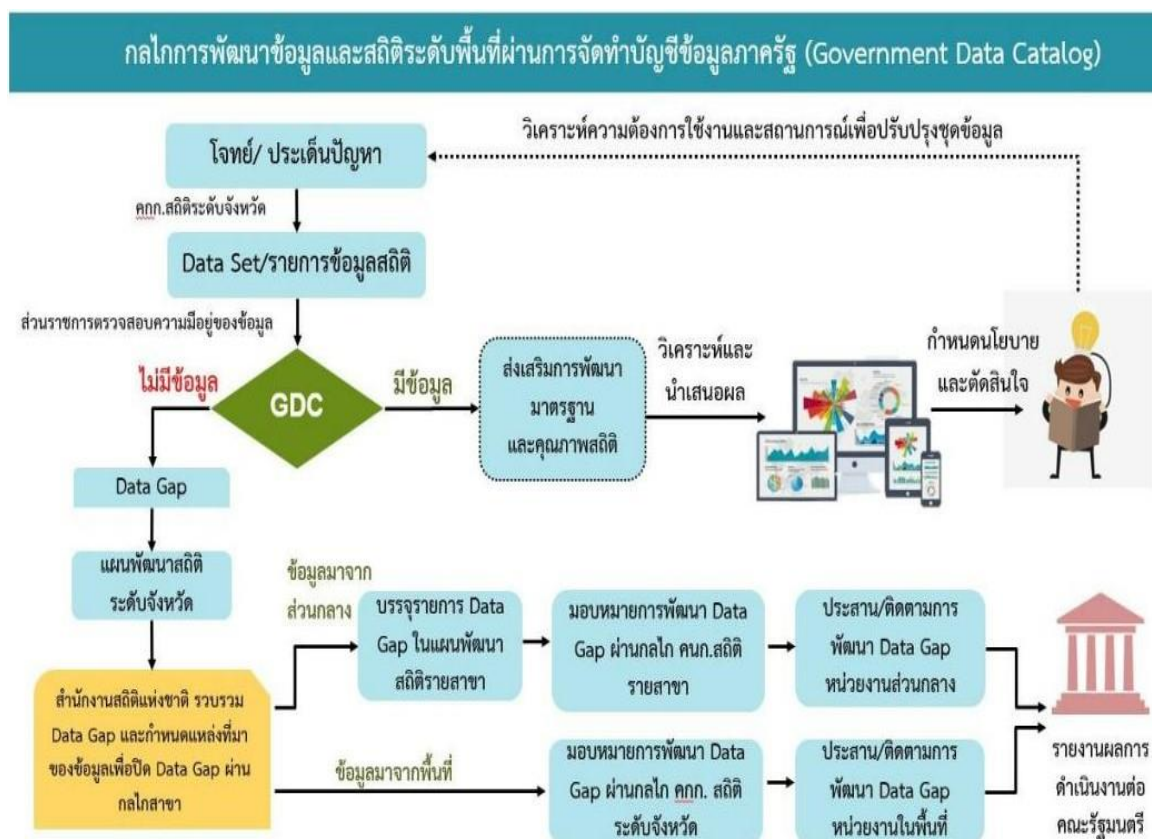 กลไกการพัฒนาข้อมูลและสถิติระดับพื้นที่ผ่านการจัดทำบัญชีข้อมูลภาครัฐ (Government Data Catalog)
วิเคราะห์ความต้องการใช้งานและสถานการณ์เพื่อปรับปรุงชุดข้อมูล
โจทย์/ ประเด็นปัญหา
คกก.สถิติระดับจังหวัด
Data Set/รายการข้อมูลสถิติ
ส่วนราชการตรวจสอบความมีอยู่ของข้อมูล
ไม่มีข้อมูล
GDC
มีข้อมูล
ส่งเสริมการพัฒนา
มาตรฐาน
และคุณภาพสถิติ
วิเคราะห์และ
นำเสนอผล
กำหนดนโยบาย
และตัดสินใจ
Data Gap
แผนพัฒนาสถิติ
ระดับจังหวัด
สำนักงานสถิติแห่งชาติ รวบรวม
Data Gap และกำหนดแหล่งที่มา
ของข้อมูลเพื่อปิด Data Gap ผ่าน
กลไกสาขา
ข้อมูลมาจาก
ส่วนกลาง
บรรจุรายการ Data
Gap ในแผนพัฒนา
สถิติรายสาขา
มอบหมายการพัฒนา Data
Gap ผ่านกลไก คนก.สถิติ
รายสาขา
ประสาน/ติดตามการ
พัฒนา Data Gap
หน่วยงานส่วนกลาง
ข้อมูลมาจากพื้นที่
มอบหมายการพัฒนา Data
Gap ผ่านกลไก คกก. สถิติ
ระดับจังหวัด
ประสาน/ติดตามการ
พัฒนา Data Gap
หน่วยงานในพื้นที่
รายงานผลการ
ดำเนินงานต่อ
คณะรัฐมนตรี